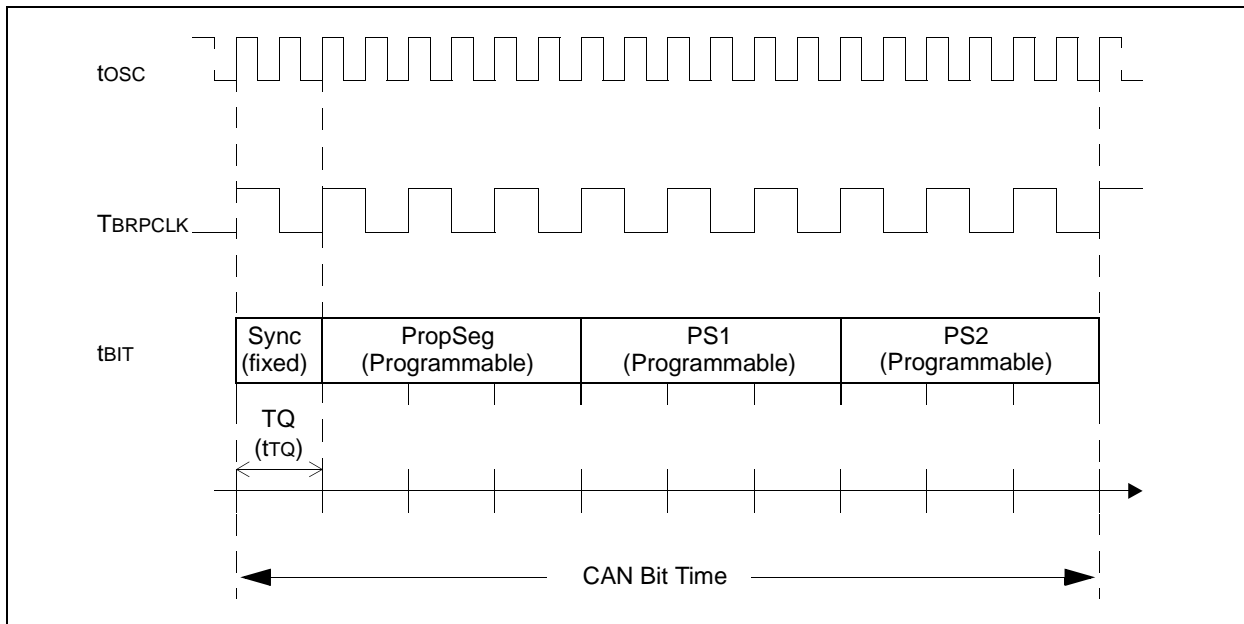 tOSC
TBRPCLK
tBIT
Sync
(fixed)
PropSeg
(Programmable)
PS1
(Programmable)
PS2
(Programmable)
TQ
(tTQ)
CAN Bit Time